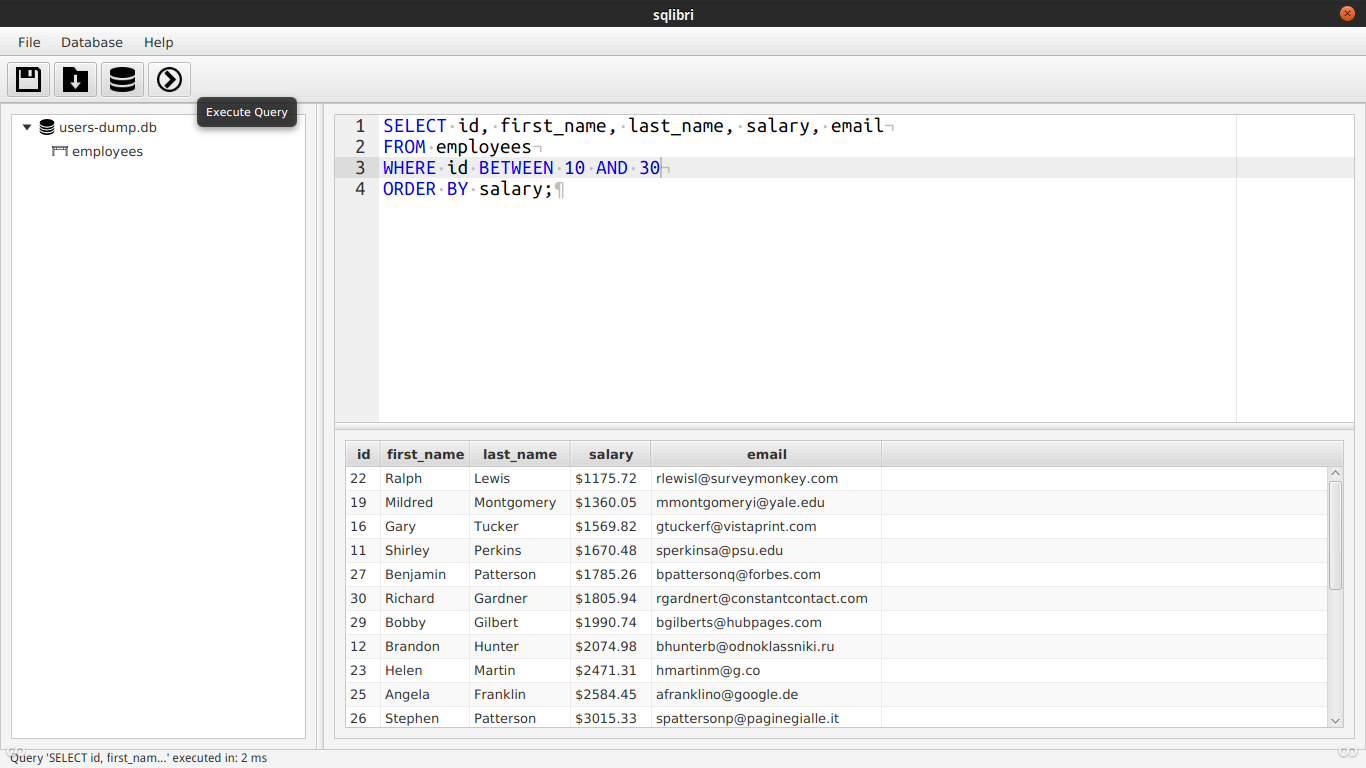 sqlibri
File Database Help
Execute Query
users-dump.db
employees
1 SELECT id, first_name, last_name, salary, email
2 FROM employees
3 WHERE id BETWEEN 10 AND 30
4 ORDER BY salary;
id first_name last_name salary email
22 Ralph Lewis $1175.72 rlewisl@surveymonkey.com
19 Mildred Montgomery $1360.05 mmontgomeryi@yale.edu
16 Gary Tucker $1569.82 gtuckerf@vistaprint.com
11 Shirley Perkins $1670.48 sperkinsa@psu.edu
27 Benjamin Patterson $1785.26 bpattersonq@forbes.com
30 Richard Gardner $1805.94 rgardnert@constantcontact.com
29 Bobby Gilbert $1990.74 bgilberts@hubpages.com
12 Brandon Hunter $2074.98 bhunterb@odnoklassniki.ru
23 Helen Martin $2471.31 hmartinm@g.co
25 Angela Franklin $2584.45 afranklino@google.de
26 Stephen Patterson $3015.33 spattersonp@paginegialle.it
Query 'SELECT id, first_nam...' executed in: 2 ms